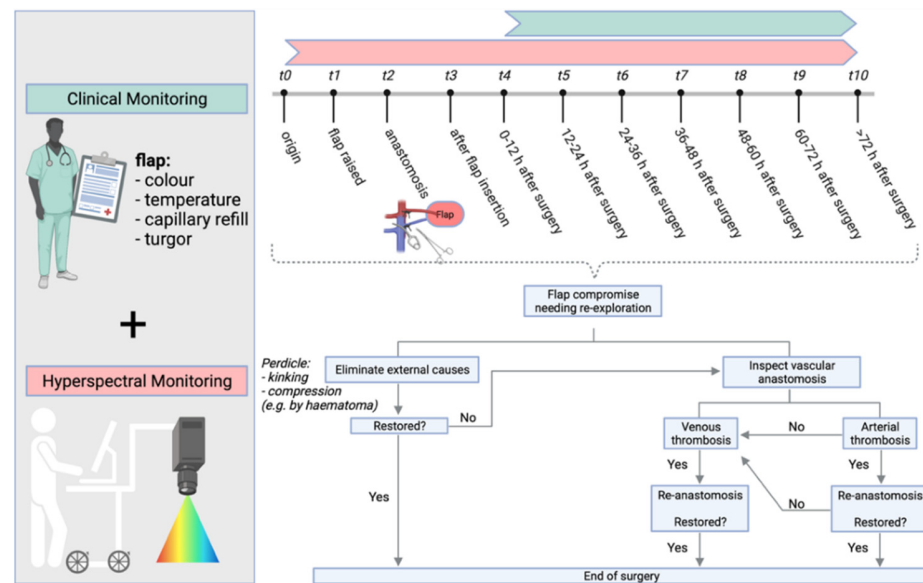 Clinical Monitoring
flap:
- colour
- temperature
- capillary refill
- turgor
+
Hyperspectral Monitoring
t0
t1
t2
t3
t4
t5
t6
t7
t8
t9
t10
origin
flap raised
anastomosis
after flap insertion
0-12 h after surgery
12-24 h after surgery
24-36 h after surgery
36-48 h after surgery
48-60 h after surgery
60-72 h after surgery
>72 h after surgery
Flap
Flap compromise
needing re-exploration
Perdicle:
- kinking
- compression
(e.g. by haematoma)
Eliminate external causes
Inspect vascular
anastomosis
Restored?
No
Yes
Venous
thrombosis
No
Arterial
thrombosis
Yes
Yes
Re-anastomosis
Restored?
No
Re-anastomosis
Restored?
Yes
Yes
End of surgery